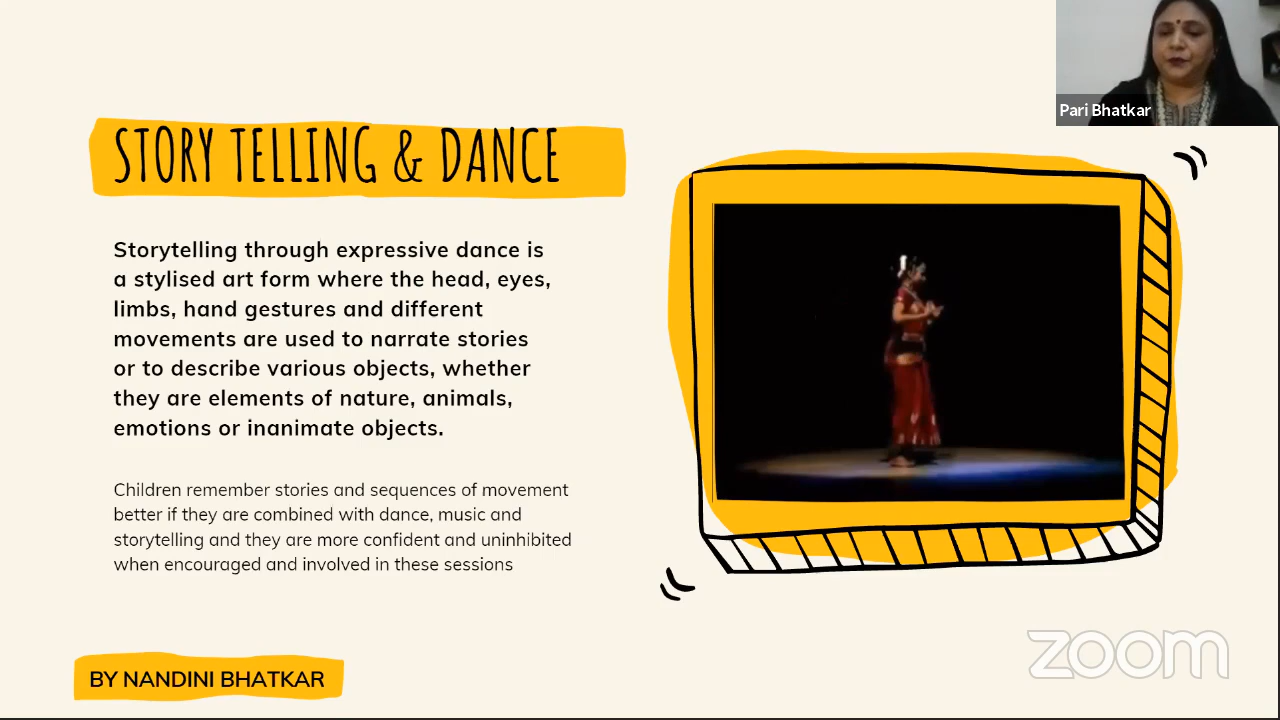 Pari Bhatkar
STORY TELLING & DANCE
Storytelling through expressive dance is
a stylised art form where the head, eyes,
limbs, hand gestures and different
movements are used to narrate stories
or to describe various objects, whether
they are elements of nature, animals,
emotions or inanimate objects.
Children remember stories and sequences of movement
better if they are combined with dance, music and
storytelling and they are more confident and uninhibited
when encouraged and involved in these sessions
BY NANDINI BHATKAR
zoom